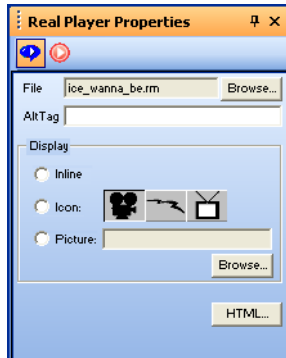 Real Player Properties
File ice_wanna_be.rm Browse...
AltTag
Display
Inline
Icon:
Picture:
Browse...
HTML...